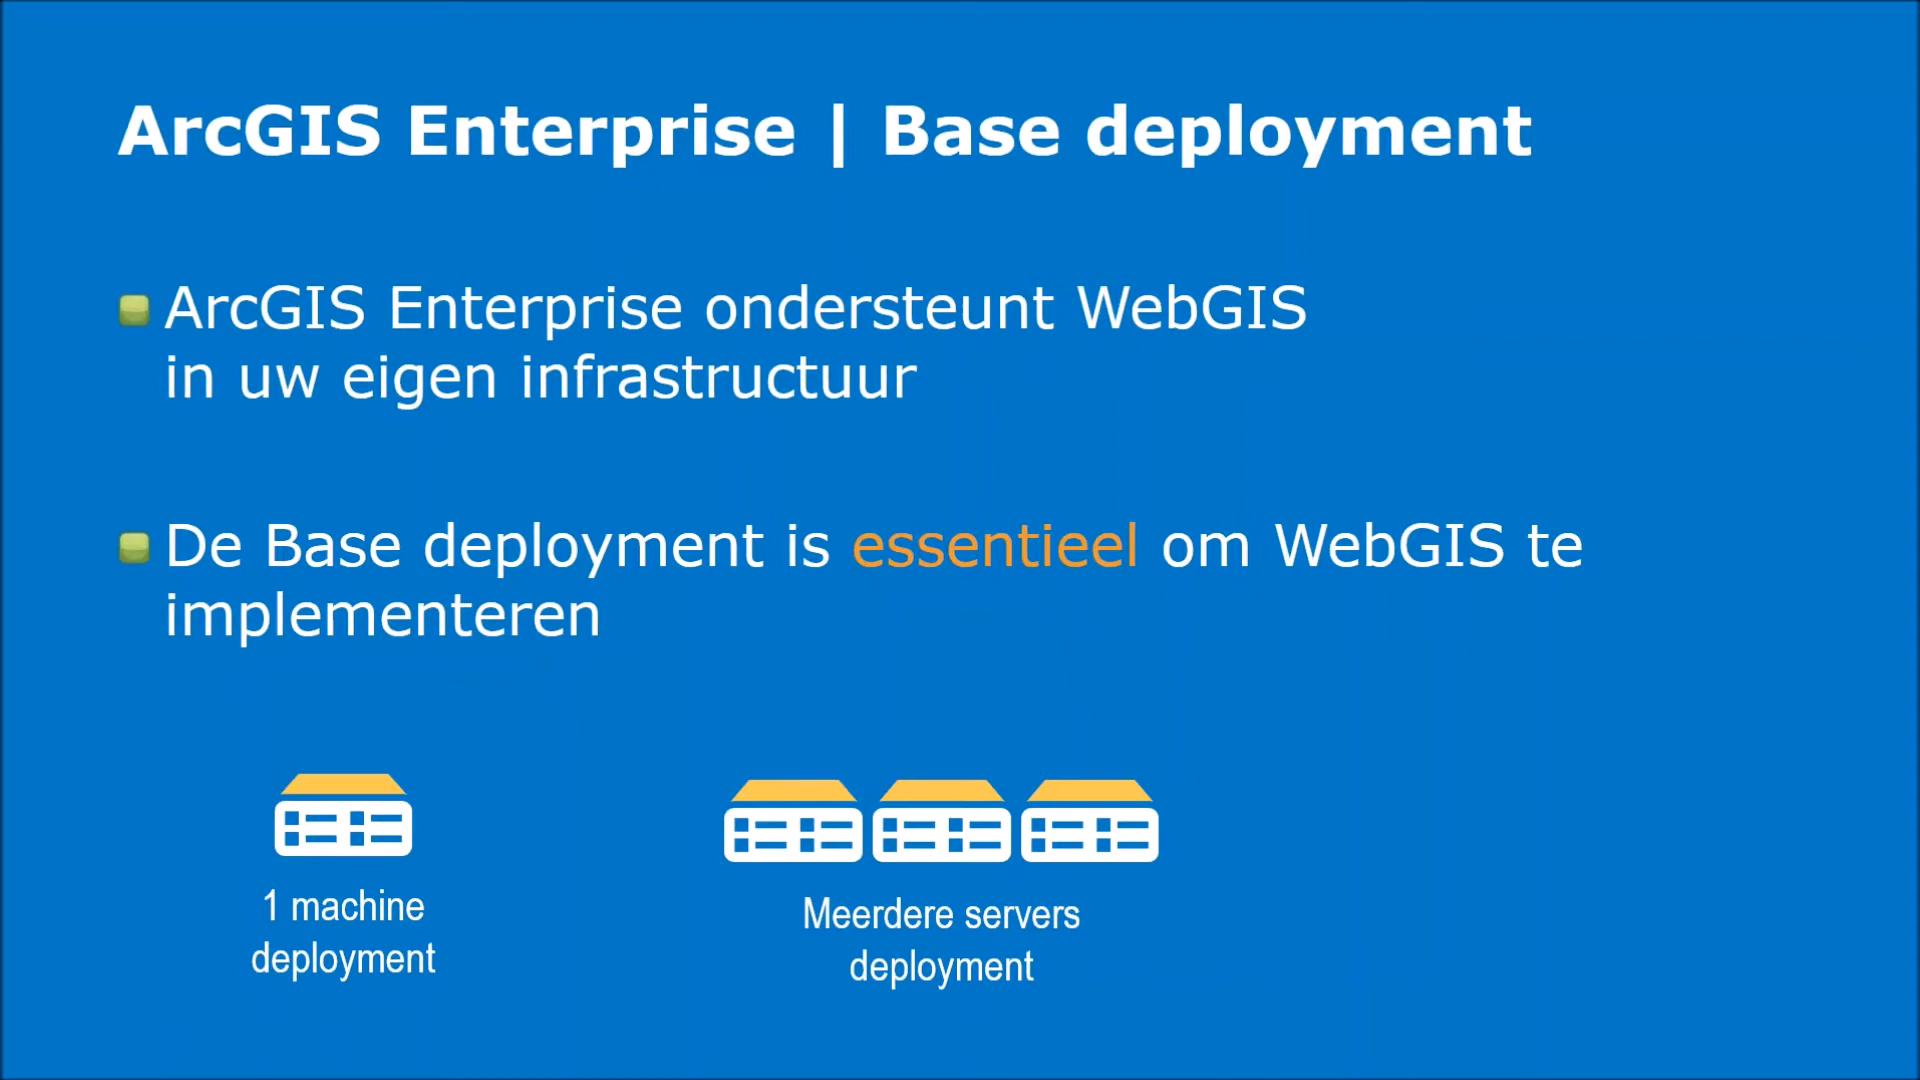 ArcGIS Enterprise | Base deployment
ArcGIS Enterprise ondersteunt WebGIS
in uw eigen infrastructuur
De Base deployment is essentieel om WebGIS te
implementeren
1 machine
deployment
Meerdere servers
deployment